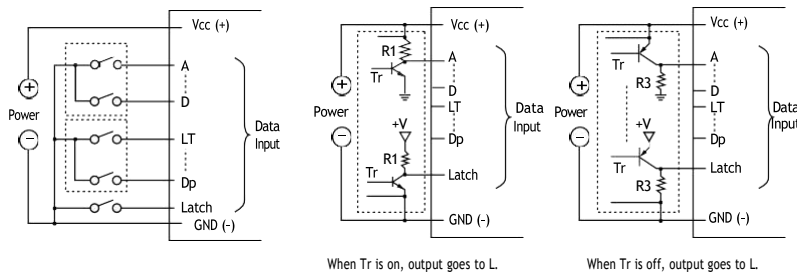 Vcc (+)
A
D
LT
Dp
Latch
GND (-)
Power
Data
Input
Vcc (+)
R1
A
Tr
D
LT
+V
Dp
R1
Tr
Latch
GND (-)
Power
Data
Input
When Tr is on, output goes to L.
Vcc (+)
Tr
A
R3
D
LT
+V
Dp
Tr
Latch
R3
GND (-)
Power
Data
Input
When Tr is off, output goes to L.